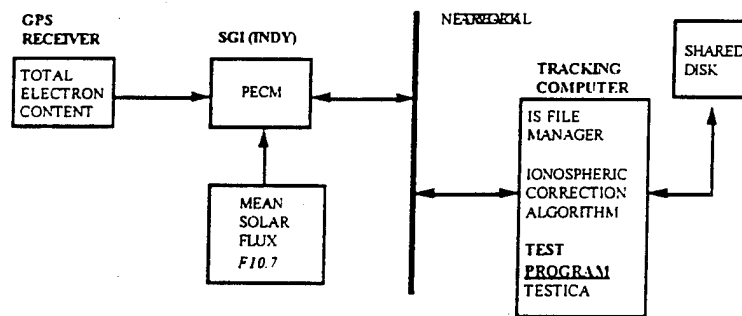 GPS
RECEIVER
TOTAL
ELECTRON
CONTENT
SGI (INDY)
PECM
MEAN
SOLAR
FLUX
F10.7
TRACKING
COMPUTER
IS FILE
MANAGER
IONOSPHERIC
CORRECTION
ALGORITHM
TEST
PROGRAM
TESTICA
SHARED
DISK